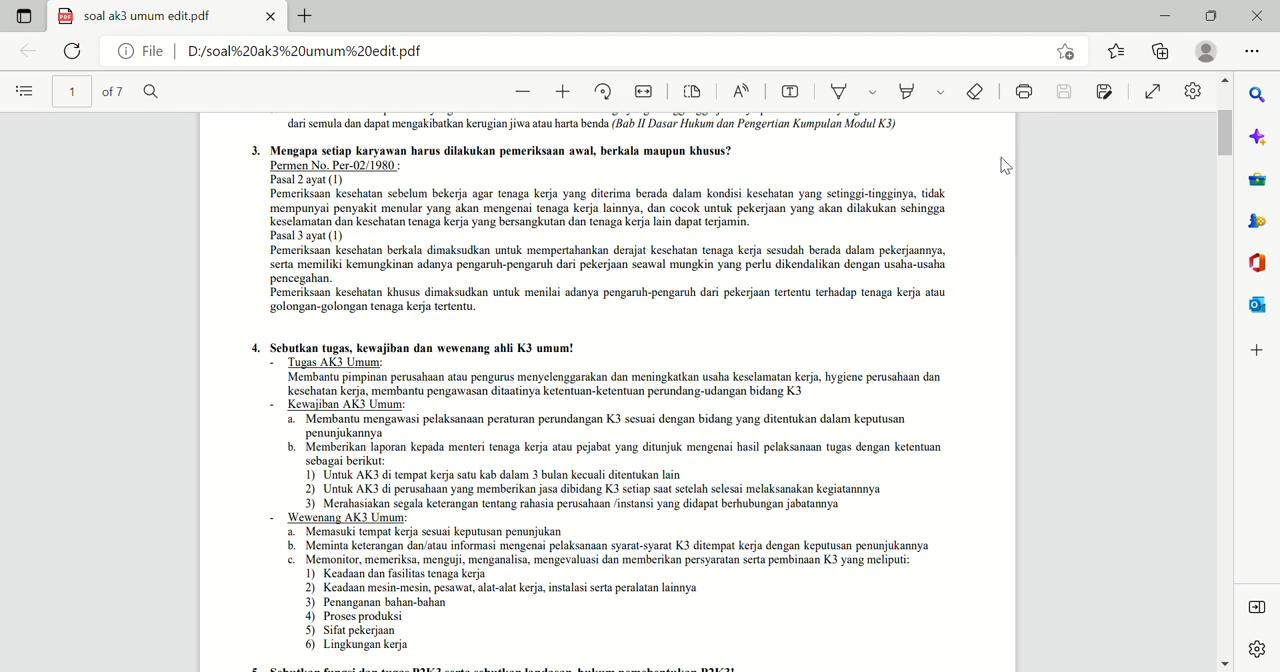 soal ak3 umum edit.pdf
File D:/soal%20ak3%20umum%20edit.pdf
1 of 7
dari semula dan dapat mengakibatkan kerugian jiwa atau harta benda (Bab II Dasar Hukum dan Pengertian Kumpulan Modul K3)
3. Mengapa setiap karyawan harus dilakukan pemeriksaan awal, berkala maupun khusus?
Permen No. Per-02/1980 :
Pasal 2 ayat (1)
Pemeriksaan kesehatan sebelum bekerja agar tenaga kerja yang diterima berada dalam kondisi kesehatan yang setinggi-tingginya, tidak
mempunyai penyakit menular yang akan mengenai tenaga kerja lainnya, dan cocok untuk pekerjaan yang akan dilakukan sehingga
keselamatan dan kesehatan tenaga kerja yang bersangkutan dan tenaga kerja lain dapat terjamin.
Pasal 3 ayat (1)
Pemeriksaan kesehatan berkala dimaksudkan untuk mempertahankan derajat kesehatan tenaga kerja sesudah berada dalam pekerjaannya,
serta memiliki kemungkinan adanya pengaruh-pengaruh dari pekerjaan seawal mungkin yang perlu dikendalikan dengan usaha-usaha
pencegahan.
Pemeriksaan kesehatan khusus dimaksudkan untuk menilai adanya pengaruh-pengaruh dari pekerjaan tertentu terhadap tenaga kerja atau
golongan-golongan tenaga kerja tertentu.
4. Sebutkan tugas, kewajiban dan wewenang ahli K3 umum!
- Tugas AK3 Umum:
Membantu pimpinan perusahaan atau pengurus menyelenggarakan dan meningkatkan usaha keselamatan kerja, hygiene perusahaan dan
kesehatan kerja, membantu pengawasan ditaatinya ketentuan-ketentuan perundang-udangan bidang K3
- Kewajiban AK3 Umum:
a. Membantu mengawasi pelaksanaan peraturan perundangan K3 sesuai dengan bidang yang ditentukan dalam keputusan
penunjukannya
b. Memberikan laporan kepada menteri tenaga kerja atau pejabat yang ditunjuk mengenai hasil pelaksanaan tugas dengan ketentuan
sebagai berikut:
1) Untuk AK3 di tempat kerja satu kab dalam 3 bulan kecuali ditentukan lain
2) Untuk AK3 di perusahaan yang memberikan jasa dibidang K3 setiap saat setelah selesai melaksanakan kegiatannnya
3) Merahasiakan segala keterangan tentang rahasia perusahaan /instansi yang didapat berhubungan jabatannya
- Wewenang AK3 Umum:
a. Memasuki tempat kerja sesuai keputusan penunjukan
b. Meminta keterangan dan/atau informasi mengenai pelaksanaan syarat-syarat K3 ditempat kerja dengan keputusan penunjukannya
c. Memonitor, memeriksa, menguji, menganalisa, mengevaluasi dan memberikan persyaratan serta pembinaan K3 yang meliputi:
1) Keadaan dan fasilitas tenaga kerja
2) Keadaan mesin-mesin, pesawat, alat-alat kerja, instalasi serta peralatan lainnya
3) Penanganan bahan-bahan
4) Proses produksi
5) Sifat pekerjaan
6) Lingkungan kerja
5. Sebutkan fungsi dan tugas P2K3 serta sebutkan landasan hukum pembentukan P2K3!